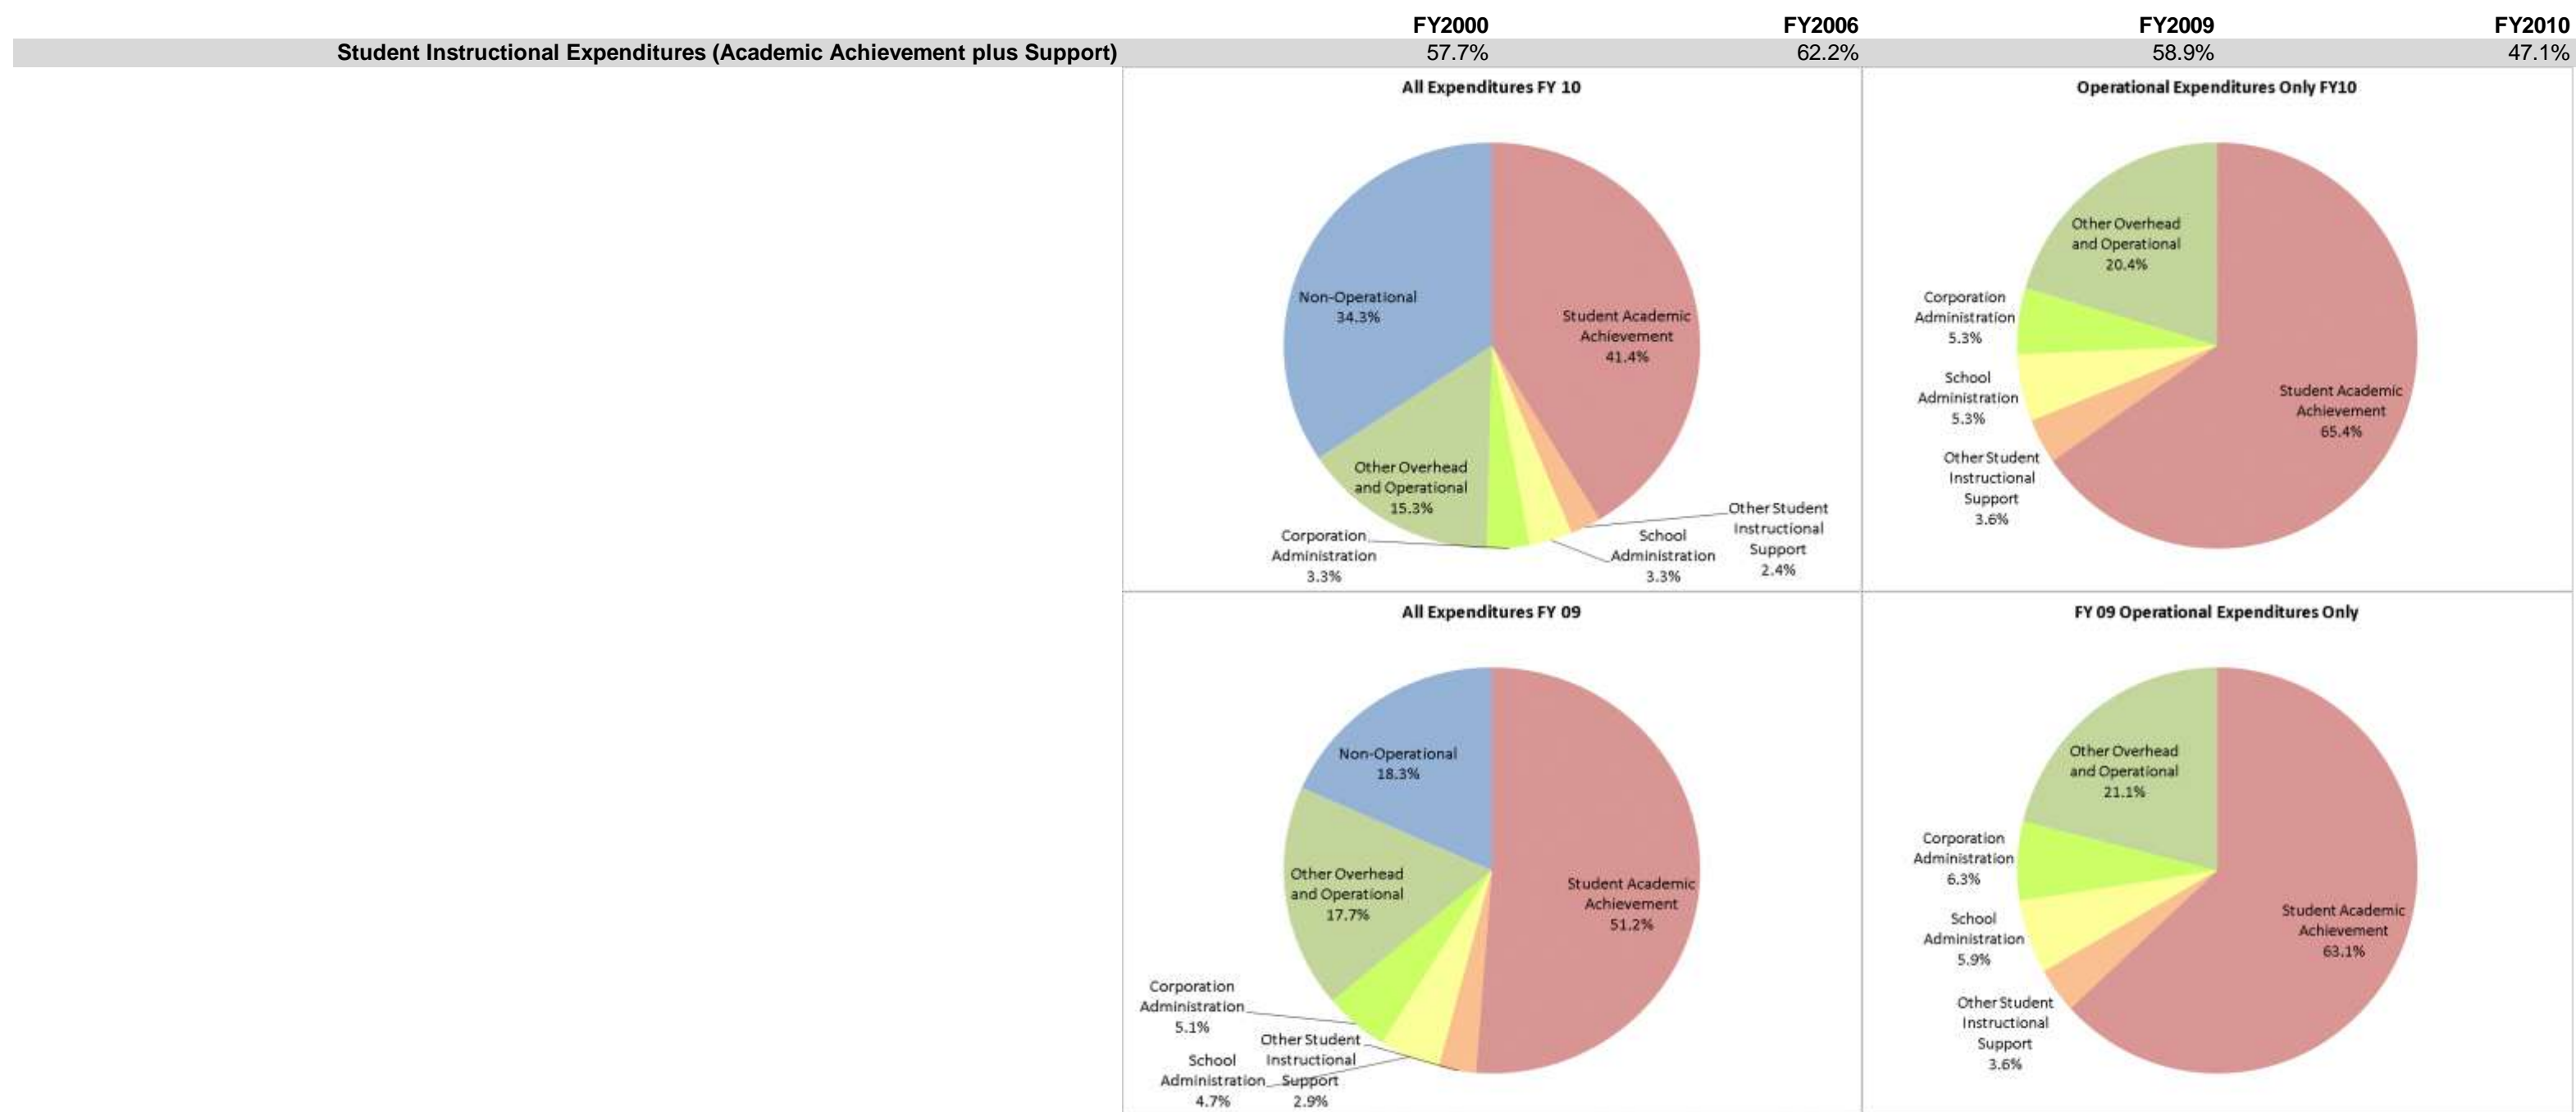 FY2000 FY2006 FY2009 FY2010
Student Instructional Expenditures (Academic Achievement plus Support) 57.7% 62.2% 58.9% 47.1%
All Expenditures FY 10
Non-Operational
34.3%
Student Academic
Achievement
41.4%
Other Overhead
and Operational
15.3%
Corporation
Administration
3.3%
School
Administration
3.3%
Other Student
Instructional
Support
2.4%
Operational Expenditures Only FY10
Other Overhead
and Operational
20.4%
Corporation
Administration
5.3%
School
Administration
5.3%
Other Student
Instructional
Support
3.6%
Student Academic
Achievement
65.4%
All Expenditures FY 09
Non-Operational
18.3%
Other Overhead
and Operational
17.7%
Student Academic
Achievement
51.2%
Corporation
Administration
5.1%
School
Administration
4.7%
Other Student
Instructional
Support
2.9%
FY 09 Operational Expenditures Only
Other Overhead
and Operational
21.1%
Corporation
Administration
6.3%
School
Administration
5.9%
Other Student
Instructional
Support
3.6%
Student Academic
Achievement
63.1%